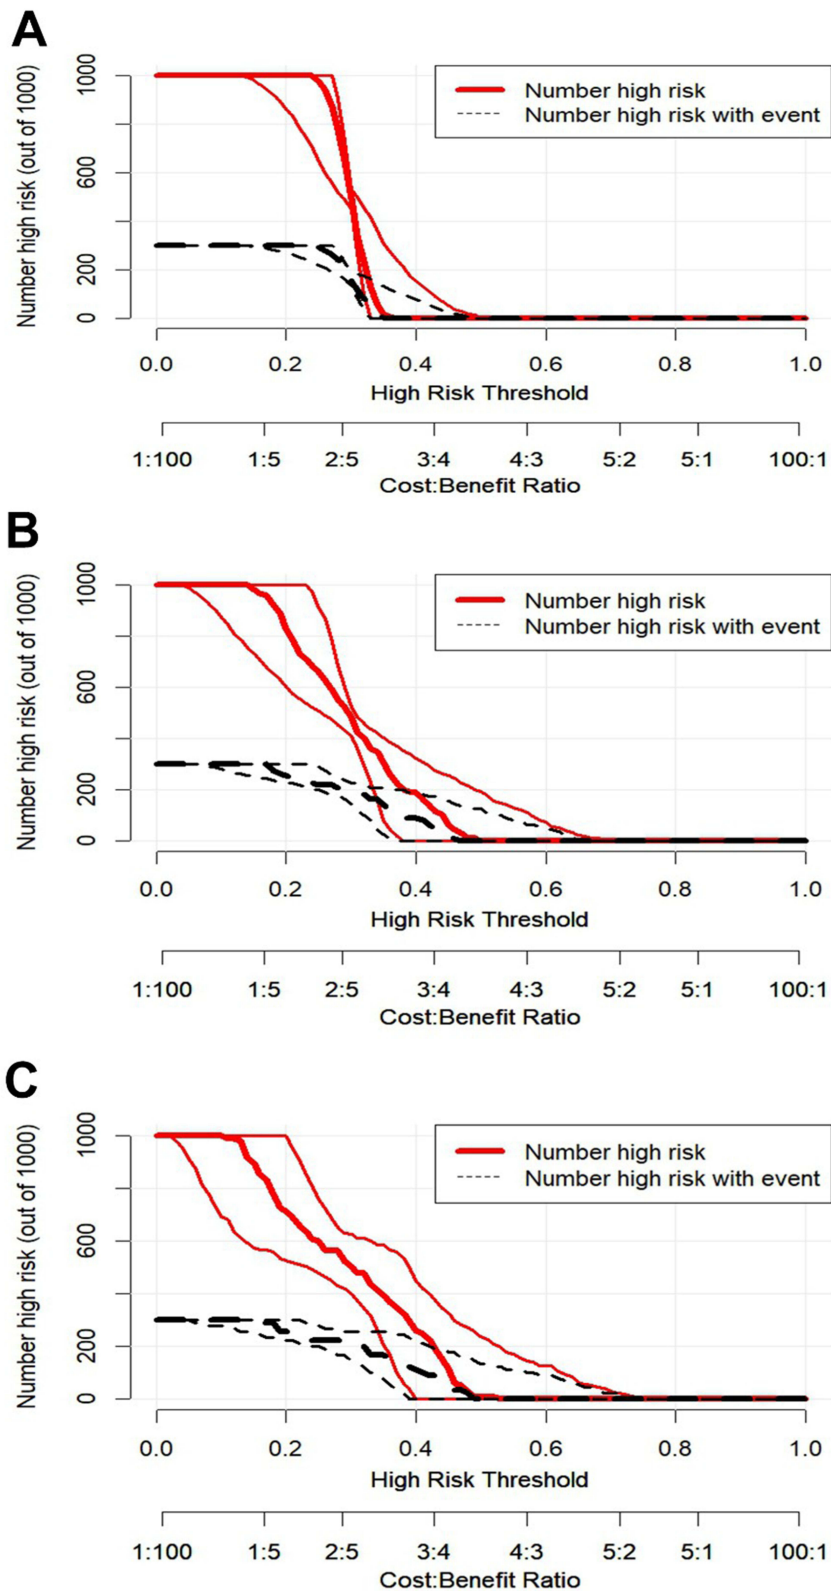 A
Number high risk (out of 1000)
1000
600
200
0
Number high risk
Number high risk with event
0.0 0.2 0.4 0.6 0.8 1.0
High Risk Threshold
1:100 1:5 2:5 3:4 4:3 5:2 5:1 100:1
Cost:Benefit Ratio
B
Number high risk (out of 1000)
1000
600
200
0
Number high risk
Number high risk with event
0.0 0.2 0.4 0.6 0.8 1.0
High Risk Threshold
1:100 1:5 2:5 3:4 4:3 5:2 5:1 100:1
Cost:Benefit Ratio
C
Number high risk (out of 1000)
1000
600
200
0
Number high risk
Number high risk with event
0.0 0.2 0.4 0.6 0.8 1.0
High Risk Threshold
1:100 1:5 2:5 3:4 4:3 5:2 5:1 100:1
Cost:Benefit Ratio